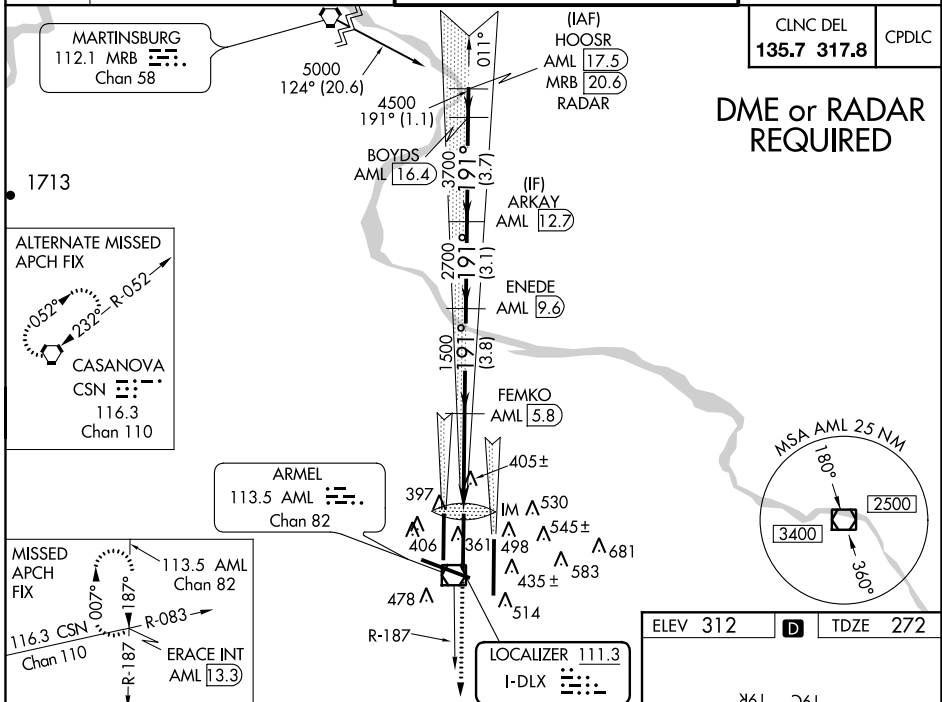 MARTINSBURG
112.1 MRB
Chan 58
5000
124° (20.6)
4500
191° (1.1)
011°
(IAF)
HOOSR
AML 17.5
MRB 20.6
RADAR
CLNC DEL
135.7 317.8
CPDLC
DME or RADAR
REQUIRED
BOYDS
AML 16.4
3700
191°
(3.7)
1713
(IF)
ARKAY
AML 12.7
2700
191°
(3.1)
ENEDE
AML 9.6
1500
191°
(3.8)
FEMKO
AML 5.8
ALTERNATE MISSED
APCH FIX
052°
232°
R-052
CASANOVA
CSN
116.3
Chan 110
ARMEL
113.5 AML
Chan 82
405±
397
IM
530
406
361
498
545±
681
583
435±
478
514
MSA AML 25 NM
180°
2500
3400
360°
MISSED
APCH
FIX
113.5 AML
Chan 82
007°
187°
R-083
116.3 CSN
Chan 110
R-187
ERACE INT
AML 13.3
R-187
LOCALIZER 111.3
I-DLX
ELEV 312
D
TDZE 272